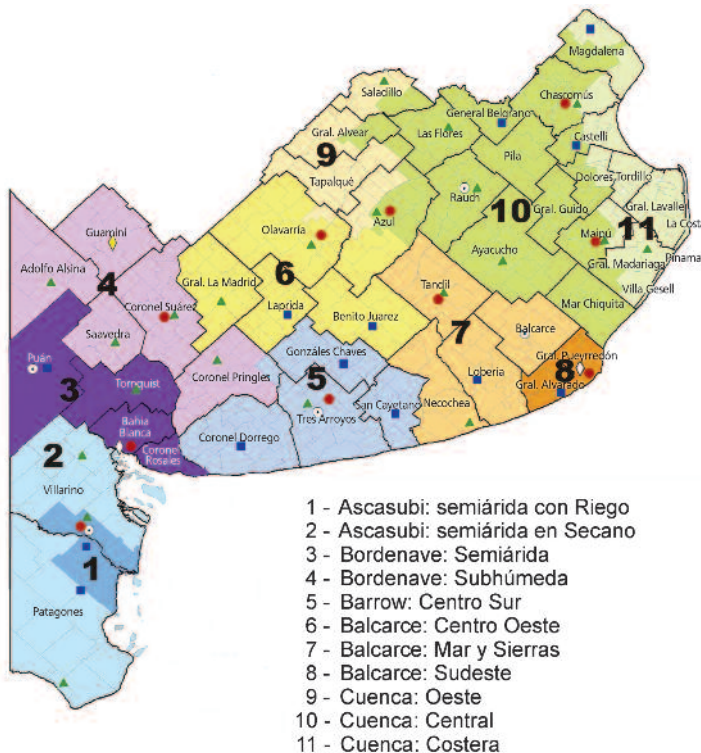 Magdalena
Saladillo
Chascomús
General Belgrano
Gral. Alvear
Las Flores
Castelli
9
Pila
Tapalqué
Dolores
Tordillo
Rauch
Azul
10
Gral. Guido
Gral. Lavalle
Guaminí
Olavarría
Maipú
11
La Costa
Adolfo Alsina
4
Ayacucho
Gral. Madariaga
Pinamar
6
Gral. La Madrid
Tandil
Villa Gesell
Coronel Suárez
Laprida
Mar Chiquita
Saavedra
Benito Juarez
7
Balcarce
Puán
Gonzáles Chaves
Gral. Pueyrredón
3
Tornquist
Coronel Pringles
5
Lobería
8
Gral. Alvarado
San Cayetano
Necochea
Bahia
Blanca
Tres Arroyos
Coronel
Rosales
Coronel Dorrego
2
Villarino
1
Patagones
1 - Ascasubi: semiárida con Riego
2 - Ascasubi: semiárida en Secano
3 - Bordenave: Semiárida
4 - Bordenave: Subhúmeda
5 - Barrow: Centro Sur
6 - Balcarce: Centro Oeste
7 - Balcarce: Mar y Sierras
8 - Balcarce: Sudeste
9 - Cuenca: Oeste
10 - Cuenca: Central
11 - Cuenca: Costera